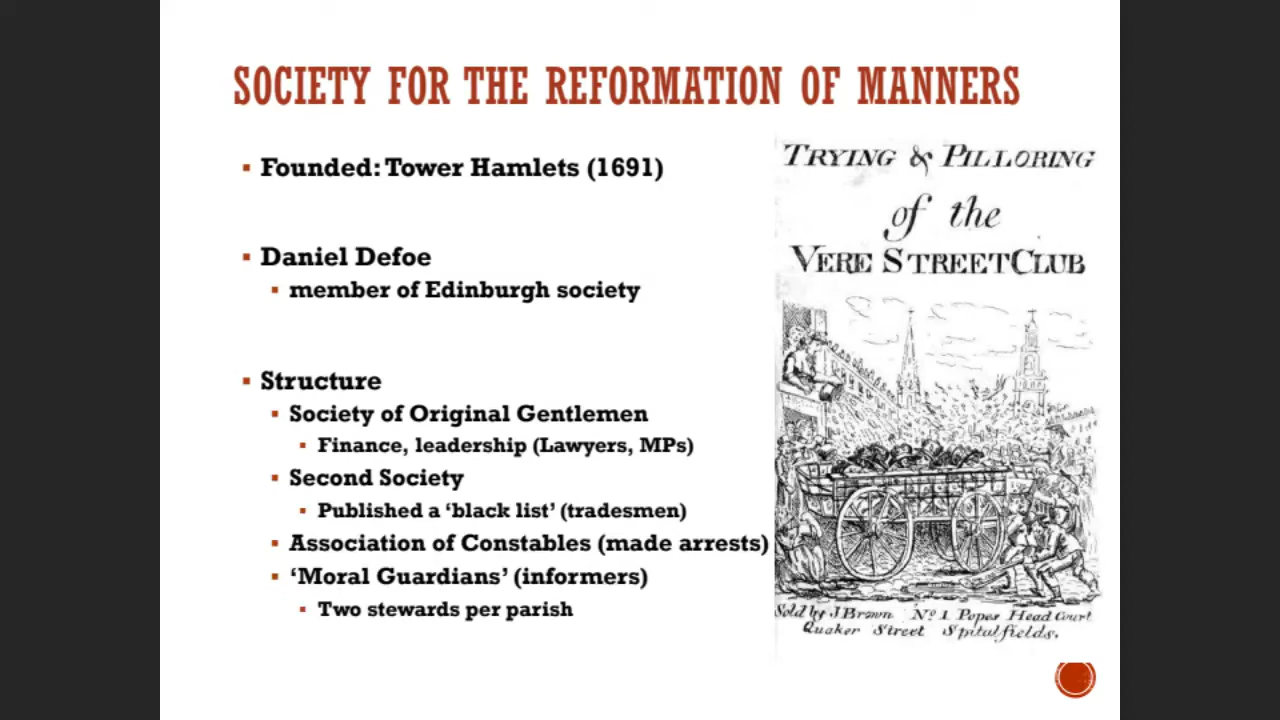 SOCIETY FOR THE REFORMATION OF MANNERS
Founded: Tower Hamlets (1691)
Daniel Defoe
member of Edinburgh society
Structure
Society of Original Gentlemen
Finance, leadership (Lawyers, MPs)
Second Society
Published a ‘black list’ (tradesmen)
Association of Constables (made arrests)
‘Moral Guardians’ (informers)
Two stewards per parish
TRYING & PILLORING
of the
VERE STREET CLUB
Sold by J Brown No 1 Popes Head Court
Quaker Street Spitalfields.